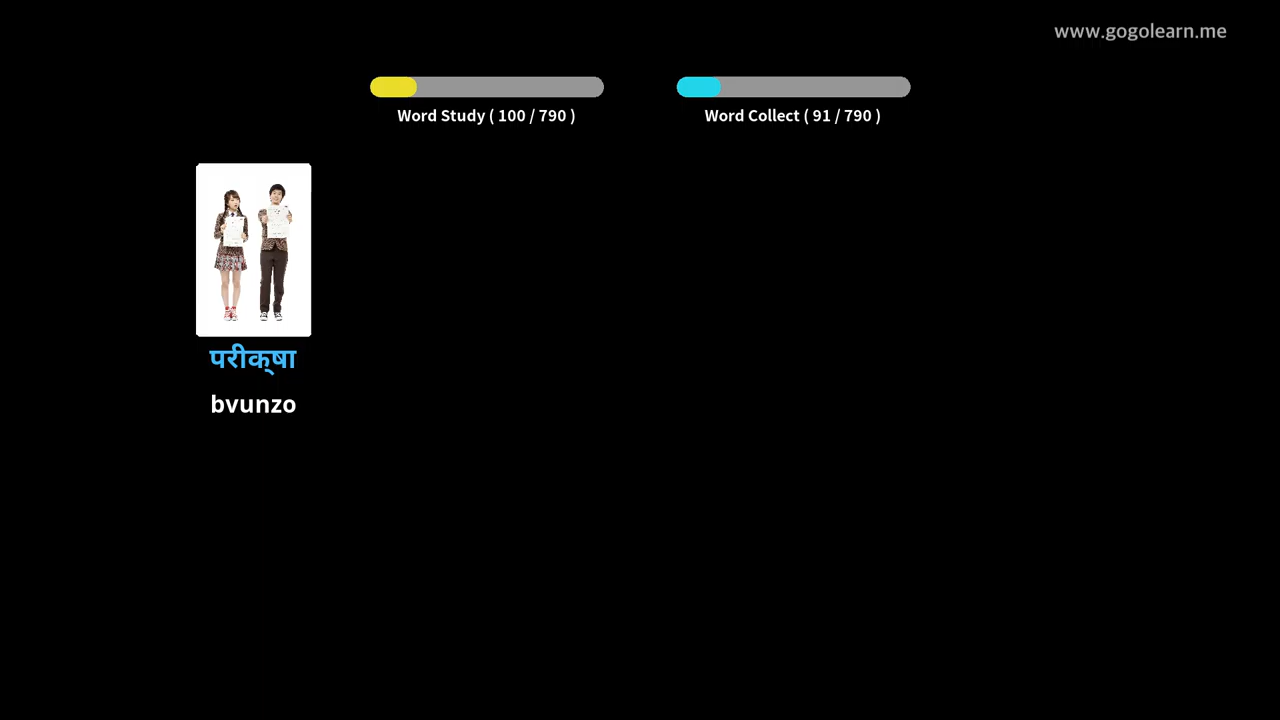 www.gogolearn.me
Word Study ( 100 / 790 )
Word Collect ( 91 / 790 )
परीक्षा
bvunzo